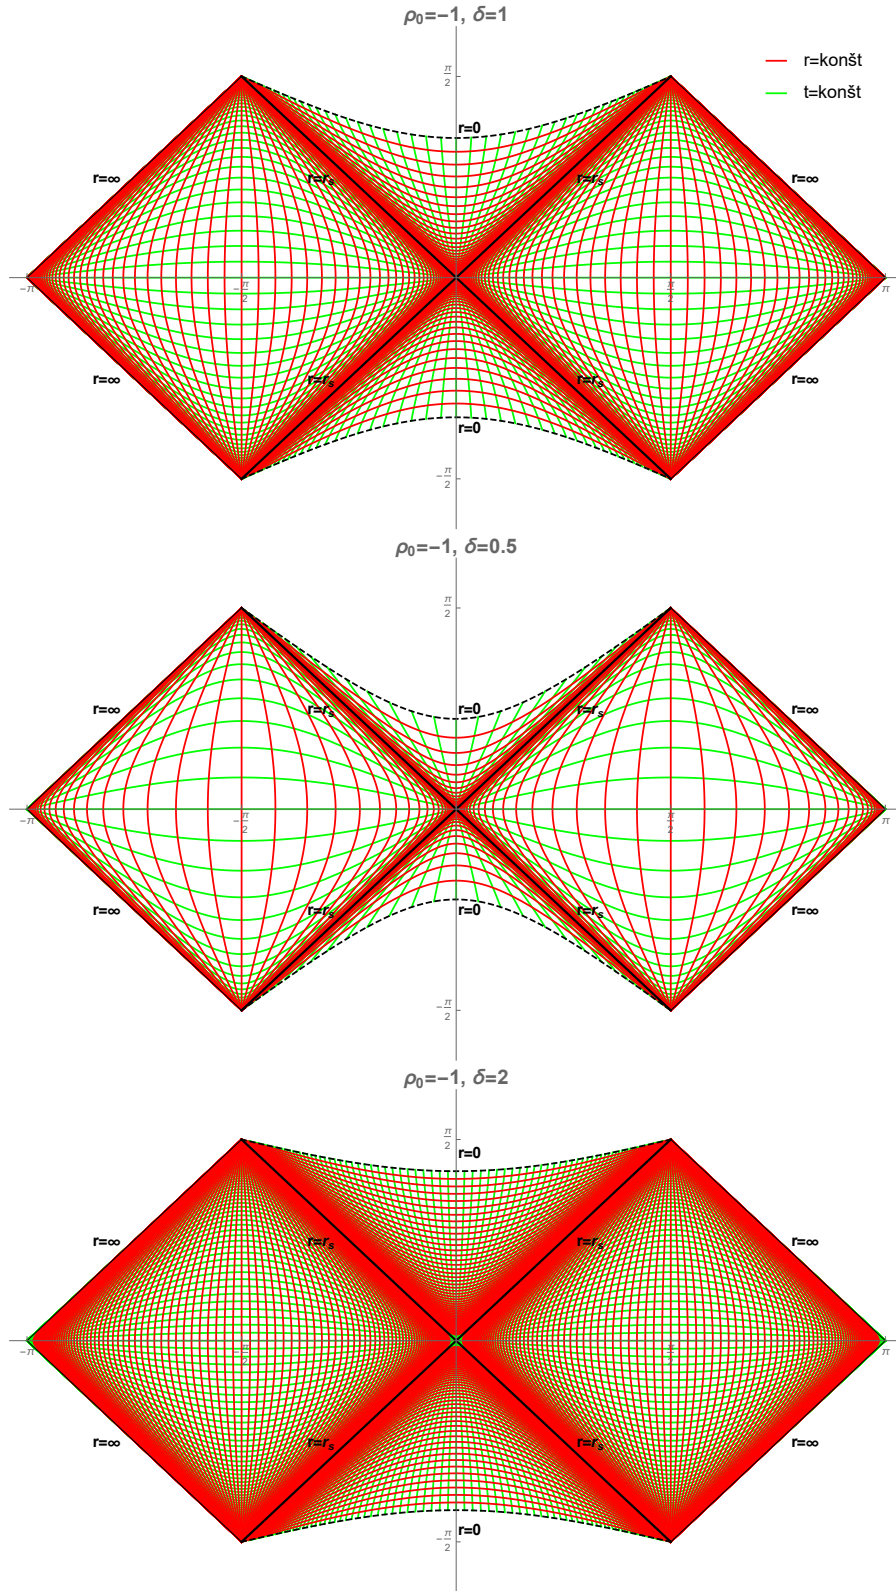 ρ₀=−1, δ=1
π/2
r=konšt
t=konšt
r=0
r=∞ r=rₛ r=rₛ r=∞
−π −π/2 π/2 π
r=∞ r=rₛ r=rₛ r=∞
r=0
−π/2
ρ₀=−1, δ=0.5
π/2
r=0
r=∞ r=rₛ r=rₛ r=∞
−π −π/2 π/2 π
r=∞ r=rₛ r=0 r=rₛ r=∞
−π/2
ρ₀=−1, δ=2
π/2
r=0
r=∞ r=rₛ r=rₛ r=∞
−π −π/2 π/2 π
r=∞ r=rₛ r=rₛ r=∞
r=0
−π/2